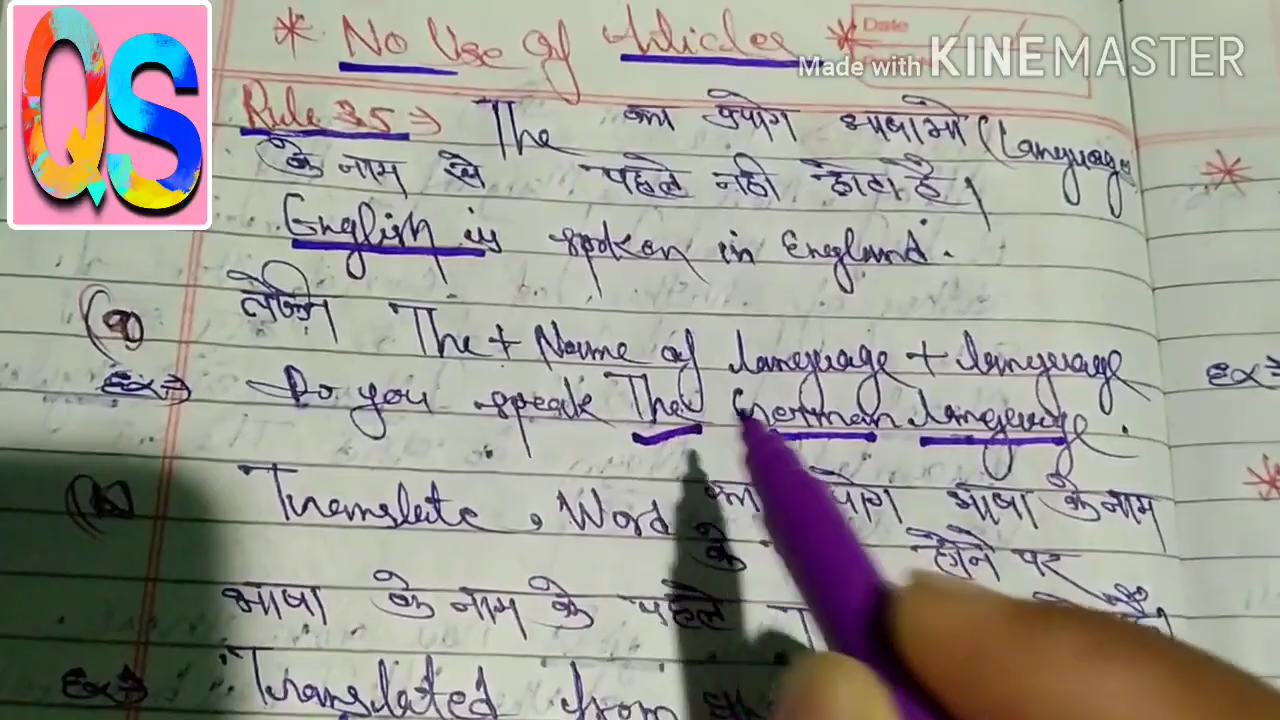 QS
* No Use of Articles *
Date
Made with KINEMASTER
Rule 35 ⇒ The का उपयोग भाषाओ (Language
के नाम से पहले नही होता है।
English is spoken in England.
लेकिन The + Name of language + language
(a)
Ex ⇒ Do you speak The German language.
Ex ⇒
(b) Translate, Word का भाषा के नाम
के होने पर
भाषा के नाम के पहले
Ex ⇒ Translated from